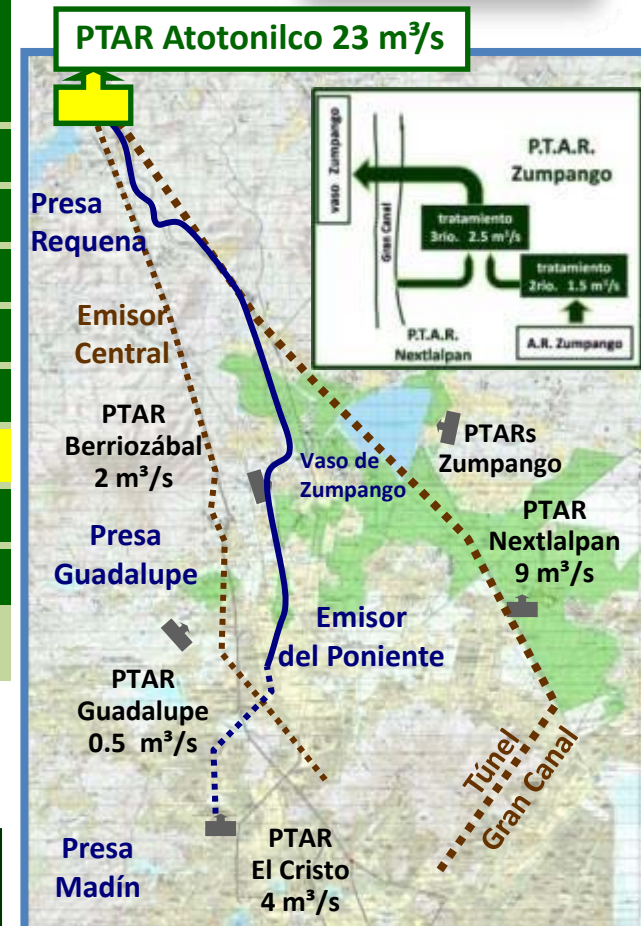 PTAR Atotonilco 23 m³/s
vaso Zumpango
Gran Canal
P.T.A.R.
Zumpango
tratamiento
3rio. 2.5 m³/s
tratamiento
2rio. 1.5 m³/s
P.T.A.R.
Nextlalpan
A.R. Zumpango
Presa
Requena
Emisor
Central
PTAR
Berriozábal
2 m³/s
Vaso de
Zumpango
PTARs
Zumpango
PTAR
Nextlalpan
9 m³/s
Presa
Guadalupe
Emisor
del Poniente
PTAR
Guadalupe
0.5 m³/s
Túnel
Gran Canal
Presa
Madín
PTAR
El Cristo
4 m³/s